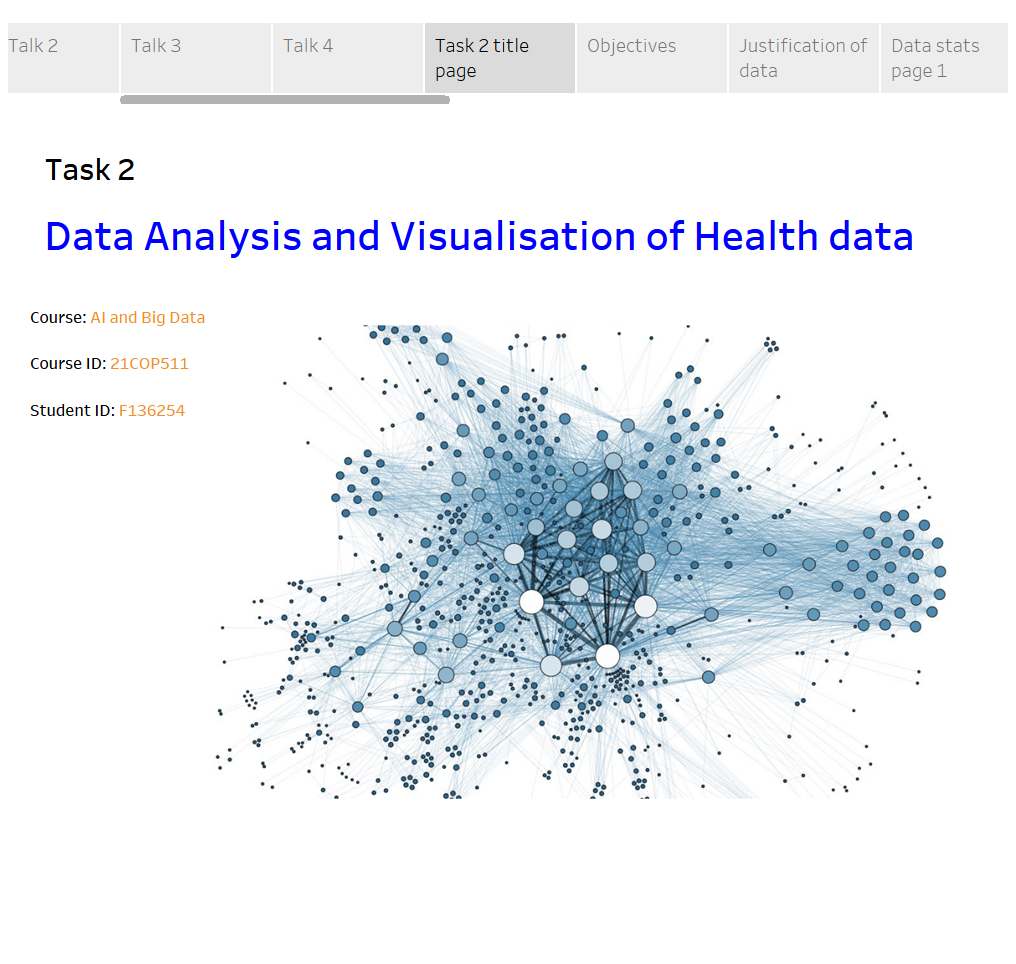 Talk 2
Talk 3
Talk 4
Task 2 title
page
Objectives
Justification of
data
Data stats
page 1
Task 2
Data Analysis and Visualisation of Health data
Course: AI and Big Data
Course ID: 21COP511
Student ID: F136254